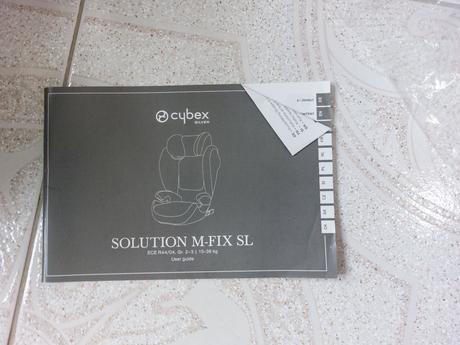 cybex
SILVER
SOLUTION M-FIX SL
ECE R44/04, Gr. 2-3 | 15-36 kg
User guide